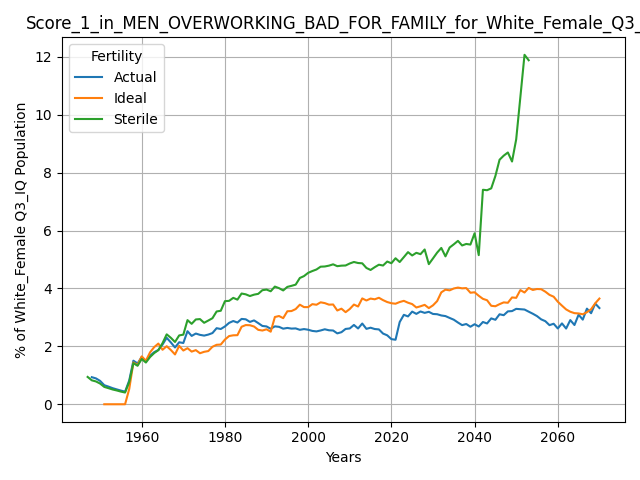 Score_1_in_MEN_OVERWORKING_BAD_FOR_FAMILY_for_White_Female_Q3_
Fertility
Actual
Ideal
Sterile
% of White_Female Q3_IQ Population
12
10
8
6
4
2
0
1960 1980 2000 2020 2040 2060
Years